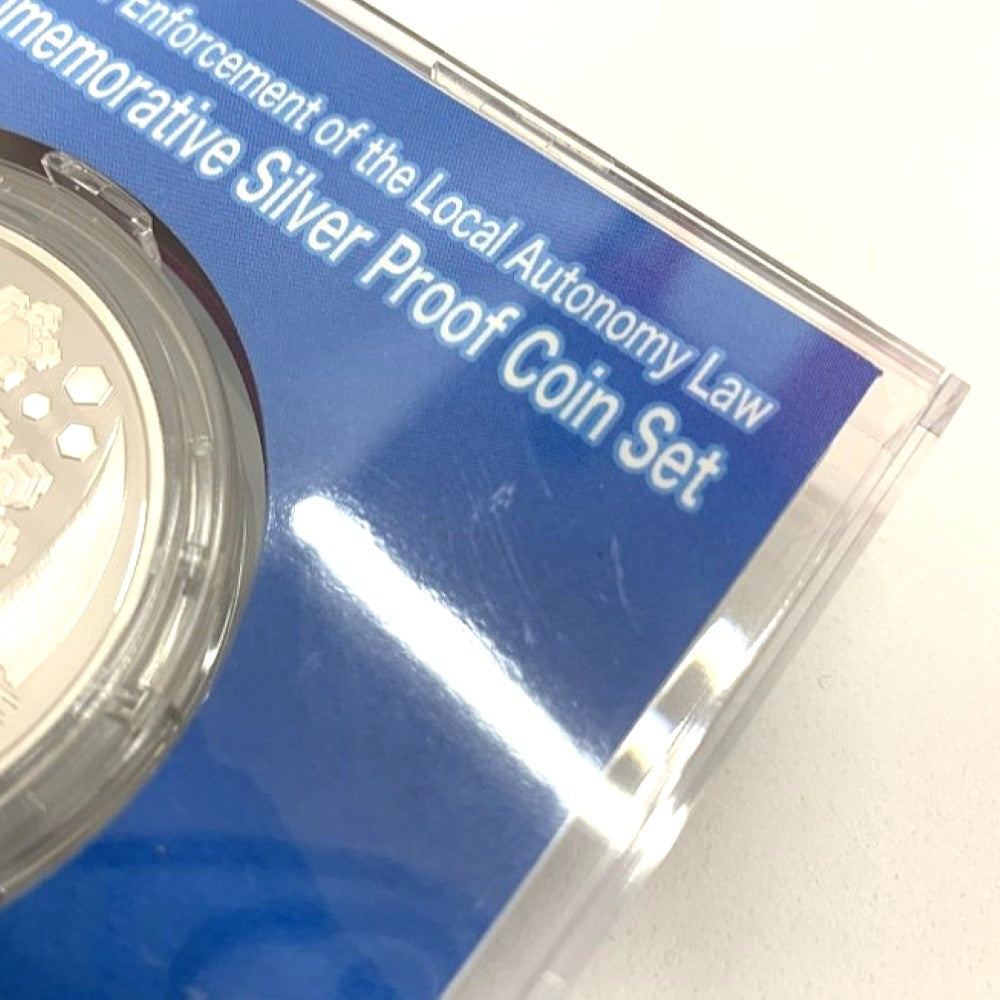 Enforcement of the Local Autonomy Law
memorative Silver Proof Coin Set